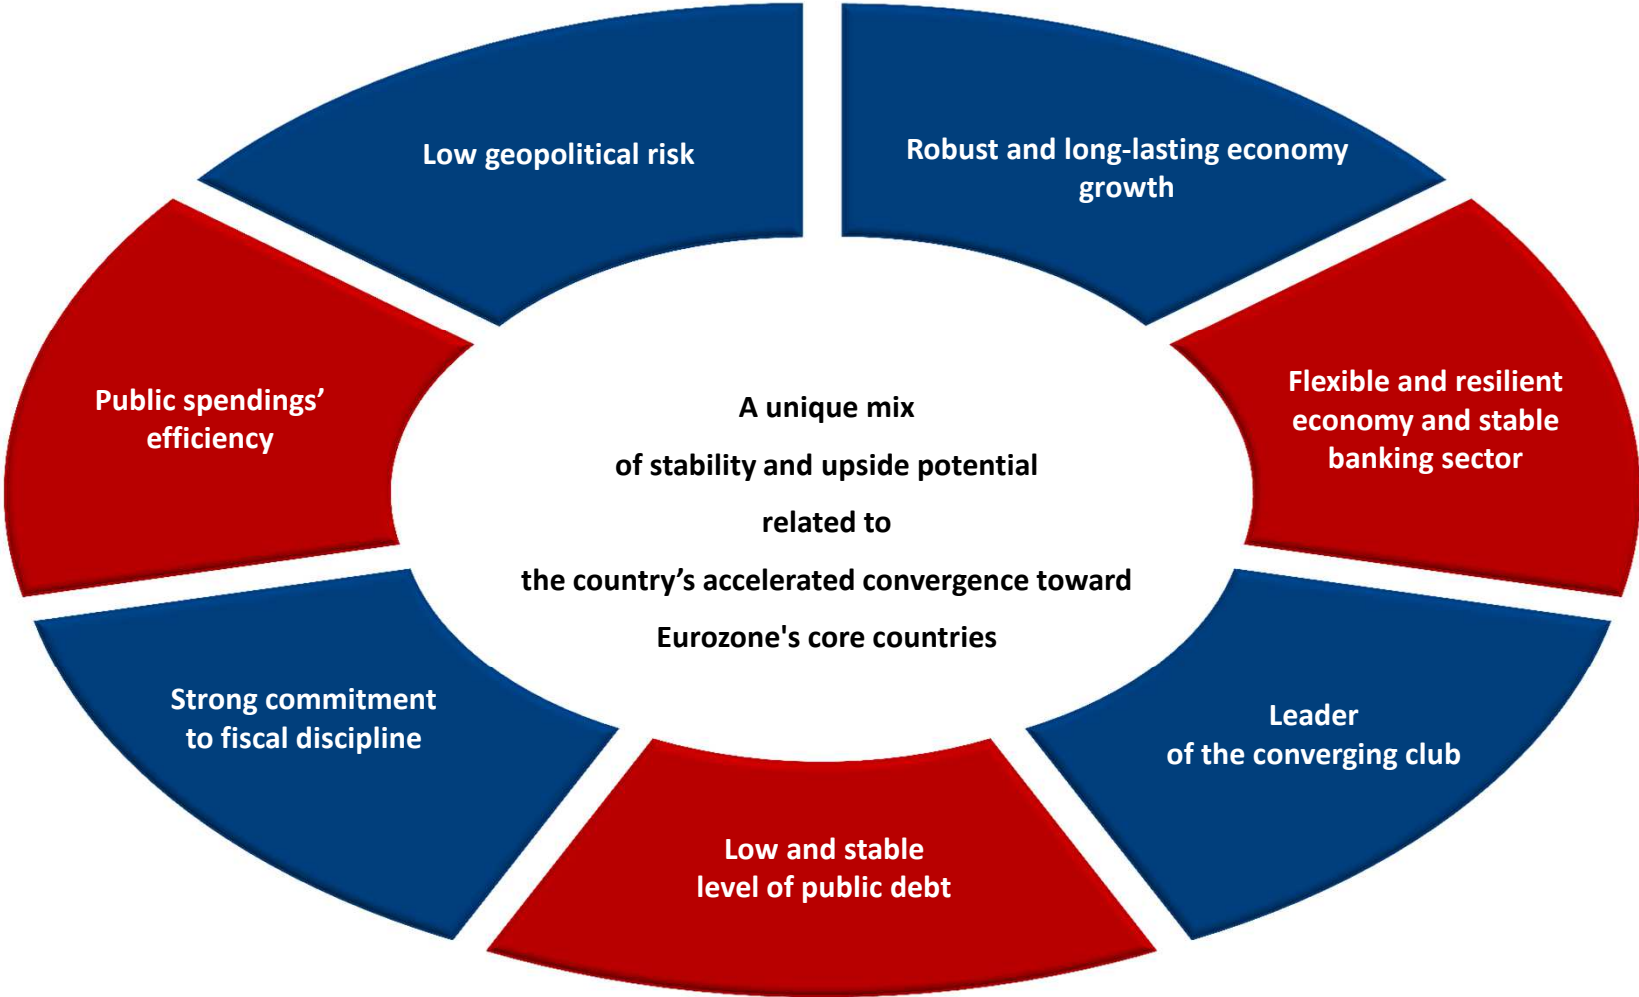 Low geopolitical risk
Robust and long-lasting economy
growth
Public spendings’
efficiency
A unique mix
of stability and upside potential
related to
the country’s accelerated convergence toward
Eurozone's core countries
Flexible and resilient
economy and stable
banking sector
Strong commitment
to fiscal discipline
Leader
of the converging club
Low and stable
level of public debt